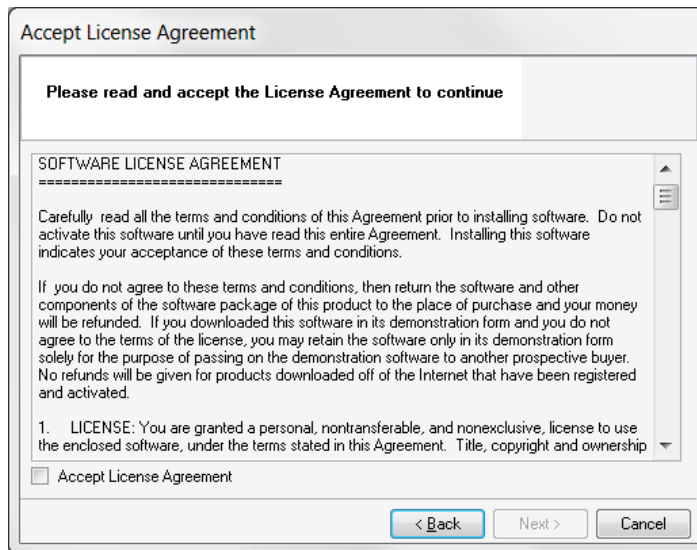 Accept License Agreement
Please read and accept the License Agreement to continue
SOFTWARE LICENSE AGREEMENT
==============================
Carefully  read all the terms and conditions of this Agreement prior to installing software.  Do not
activate this software until you have read this entire Agreement.  Installing this software
indicates your acceptance of these terms and conditions.
If  you do not agree to these terms and conditions, then return the software and other
components of the software package of this product to the place of purchase and your money
will be refunded.  If you downloaded this software in its demonstration form and you do not
agree to the terms of the license, you may retain the software only in its demonstration form
solely for the purpose of passing on the demonstration software to another prospective buyer.
No refunds will be given for products downloaded off of the Internet that have been registered
and activated.
1.    LICENSE: You are granted a personal, nontransferable, and nonexclusive, license to use
the enclosed software, under the terms stated in this Agreement.  Title, copyright and ownership
Accept License Agreement
< Back
Next >
Cancel